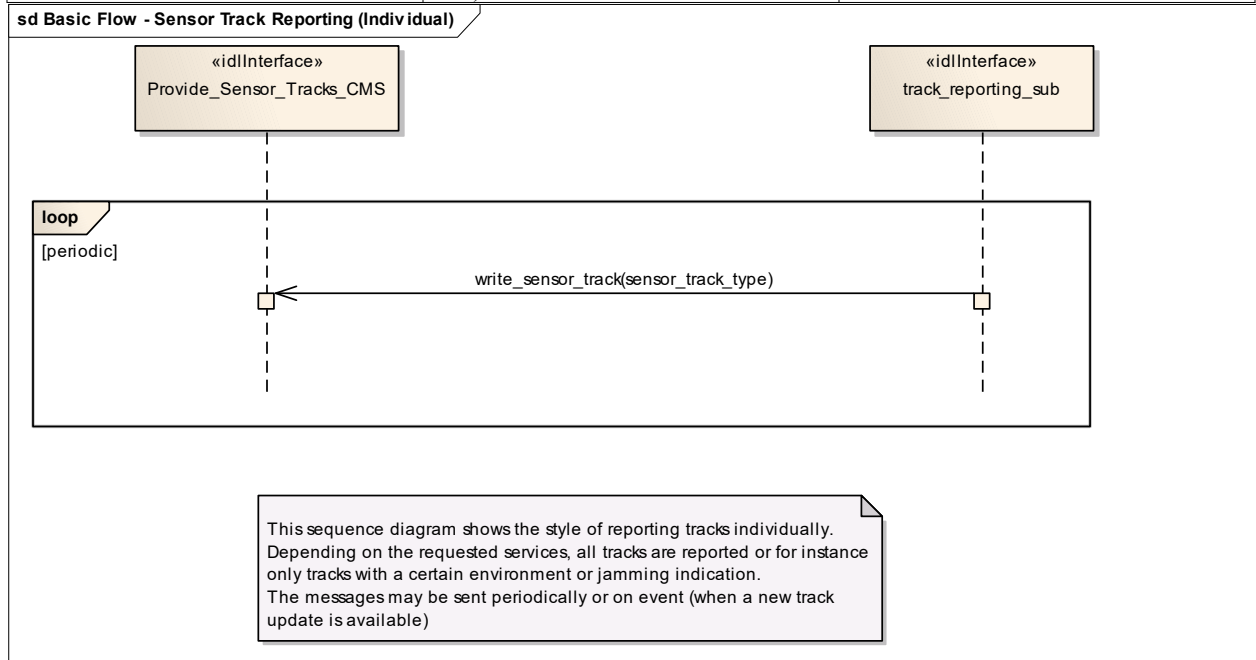 sd Basic Flow - Sensor Track Reporting (Individual)
«idlInterface»
Provide_Sensor_Tracks_CMS
«idlInterface»
track_reporting_sub
loop
[periodic]
write_sensor_track(sensor_track_type)
This sequence diagram shows the style of reporting tracks individually.
Depending on the requested services, all tracks are reported or for instance
only tracks with a certain environment or jamming indication.
The messages may be sent periodically or on event (when a new track
update is available)